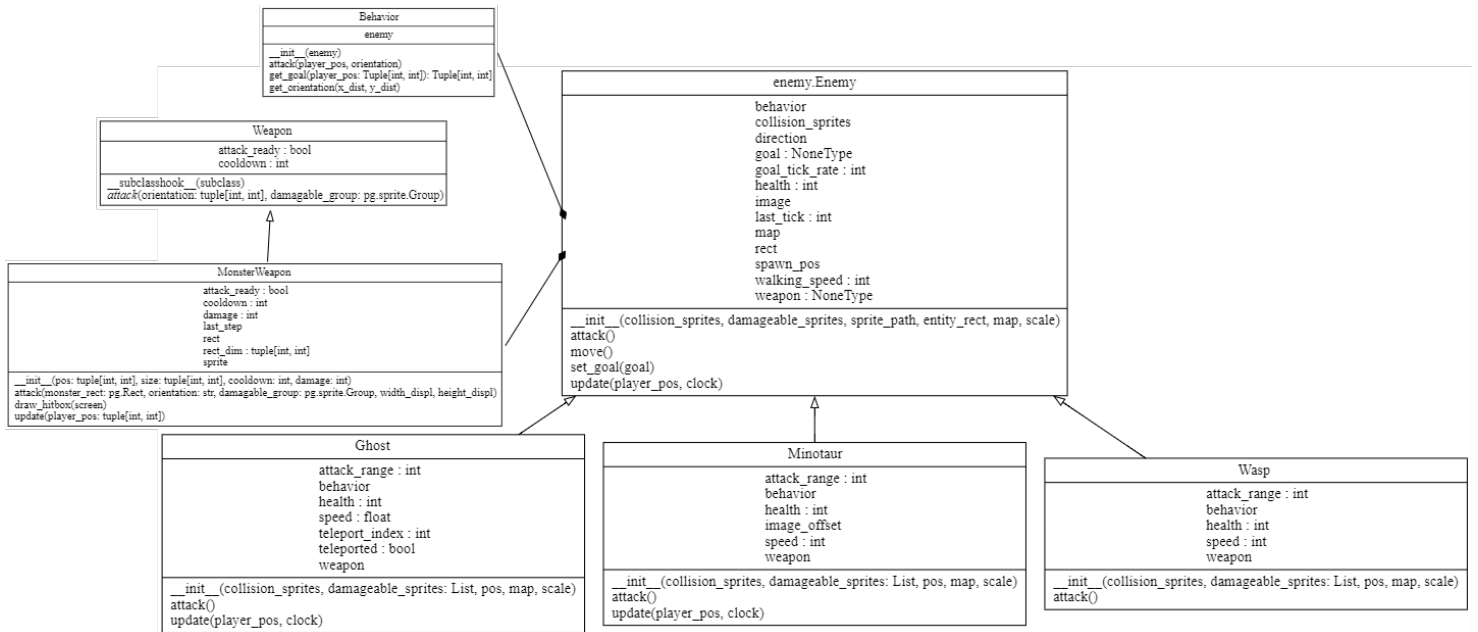 Behavior
enemy
__init__(enemy)
attack(player_pos, orientation)
get_goal(player_pos: Tuple[int, int]): Tuple[int, int]
get_orientation(x_dist, y_dist)
Weapon
attack_ready : bool
cooldown : int
__subclasshook__(subclass)
attack(orientation: tuple[int, int], damagable_group: pg.sprite.Group)
MonsterWeapon
attack_ready : bool
cooldown : int
damage : int
last_step
rect
rect_dim : tuple[int, int]
sprite
__init__(pos: tuple[int, int], size: tuple[int, int], cooldown: int, damage: int)
attack(monster_rect: pg.Rect, orientation: str, damagable_group: pg.sprite.Group, width_displ, height_displ)
draw_hitbox(screen)
update(player_pos: tuple[int, int])
enemy.Enemy
behavior
collision_sprites
direction
goal : NoneType
goal_tick_rate : int
health : int
image
last_tick : int
map
rect
spawn_pos
walking_speed : int
weapon : NoneType
__init__(collision_sprites, damageable_sprites, sprite_path, entity_rect, map, scale)
attack()
move()
set_goal(goal)
update(player_pos, clock)
Ghost
attack_range : int
behavior
health : int
speed : float
teleport_index : int
teleported : bool
weapon
__init__(collision_sprites, damageable_sprites: List, pos, map, scale)
attack()
update(player_pos, clock)
Minotaur
attack_range : int
behavior
health : int
image_offset
speed : int
weapon
__init__(collision_sprites, damageable_sprites: List, pos, map, scale)
attack()
update(player_pos, clock)
Wasp
attack_range : int
behavior
health : int
speed : int
weapon
__init__(collision_sprites, damageable_sprites: List, pos, map, scale)
attack()